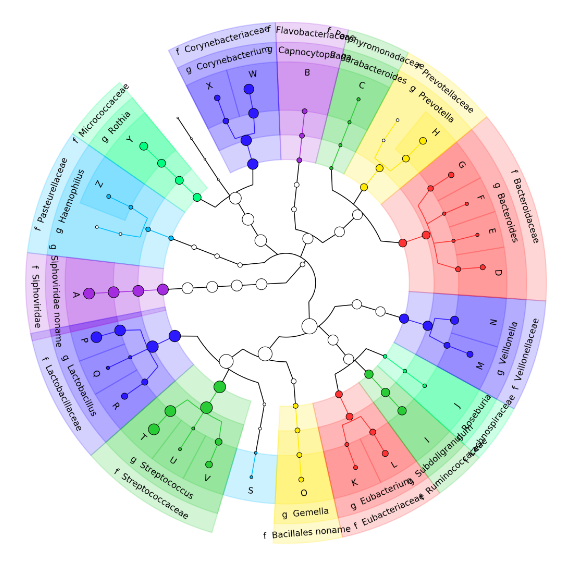 f Corynebacteriaceae
g Corynebacterium
X
W
f Flavobacteriaceae
g Capnocytophaga
B
f Porphyromonadaceae
g Parabacteroides
C
f Prevotellaceae
g Prevotella
H
f Bacteroidaceae
g Bacteroides
G
F
E
D
f Veillonellaceae
g Veillonella
N
M
f Lachnospiraceae
g Roseburia
J
f Ruminococcaceae
I
f Eubacteriaceae
g Eubacterium
L
K
f Bacillales noname
g Gemella
O
S
f Streptococcaceae
g Streptococcus
V
U
T
f Lactobacillaceae
g Lactobacillus
R
Q
P
f Siphoviridae
g Siphoviridae noname
A
f Pasteurellaceae
g Haemophilus
Z
f Micrococcaceae
g Rothia
Y